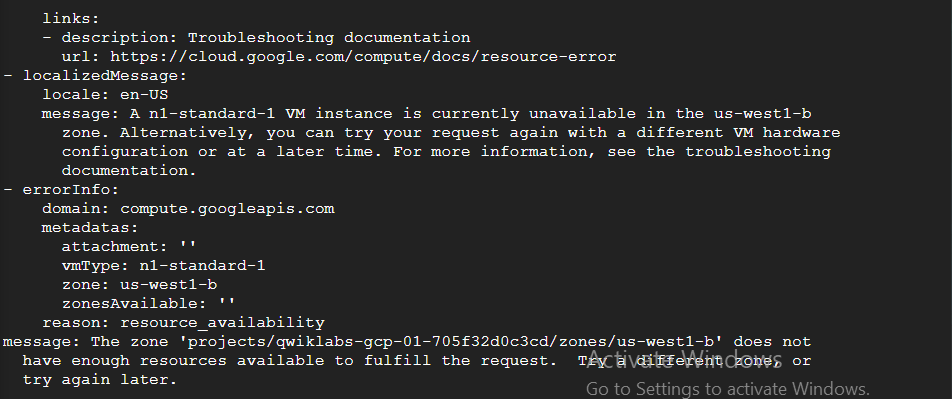 links:
- description: Troubleshooting documentation
url: https://cloud.google.com/compute/docs/resource-error
- localizedMessage:
locale: en-US
message: A n1-standard-1 VM instance is currently unavailable in the us-west1-b
zone. Alternatively, you can try your request again with a different VM hardware
configuration or at a later time. For more information, see the troubleshooting
documentation.
- errorInfo:
domain: compute.googleapis.com
metadatas:
attachment: ''
vmType: n1-standard-1
zone: us-west1-b
zonesAvailable: ''
reason: resource_availability
message: The zone 'projects/qwiklabs-gcp-01-705f32d0c3cd/zones/us-west1-b' does not
have enough resources available to fulfill the request.  Try a different zone, or
try again later.
Activate Windows
Go to Settings to activate Windows.